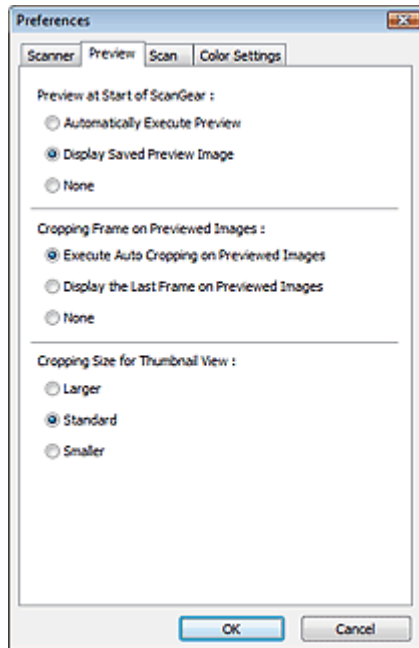 Preferences
Scanner Preview Scan Color Settings
Preview at Start of ScanGear :
Automatically Execute Preview
Display Saved Preview Image
None
Cropping Frame on Previewed Images :
Execute Auto Cropping on Previewed Images
Display the Last Frame on Previewed Images
None
Cropping Size for Thumbnail View :
Larger
Standard
Smaller
OK Cancel